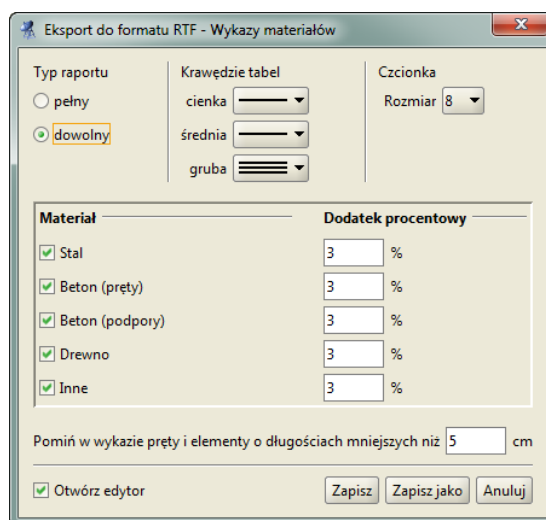 Eksport do formatu RTF - Wykazy materiałów
Typ raportu
pełny
dowolny
Krawędzie tabel
cienka
średnia
gruba
Czcionka
Rozmiar 8
Materiał Dodatek procentowy
Stal 3 %
Beton (pręty) 3 %
Beton (podpory) 3 %
Drewno 3 %
Inne 3 %
Pomiń w wykazie pręty i elementy o długościach mniejszych niż 5 cm
Otwórz edytor Zapisz Zapisz jako Anuluj